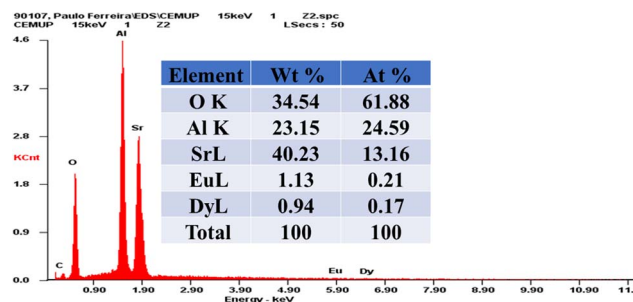 90107, Paulo Ferreira\EDS\CEMUP 15keV 1 Z2.spc
CEMUP 15keV 1 Z2 LSecs : 50
4.6
Al
3.7
2.8
Sr
KCnt
O
1.8
0.9
C
Eu Dy
0.0
0.90 1.90 2.90 3.90 4.90 5.90 6.90 7.90 8.90 9.90 10.90 11.
Energy - keV
Element Wt % At %
O K 34.54 61.88
Al K 23.15 24.59
SrL 40.23 13.16
EuL 1.13 0.21
DyL 0.94 0.17
Total 100 100